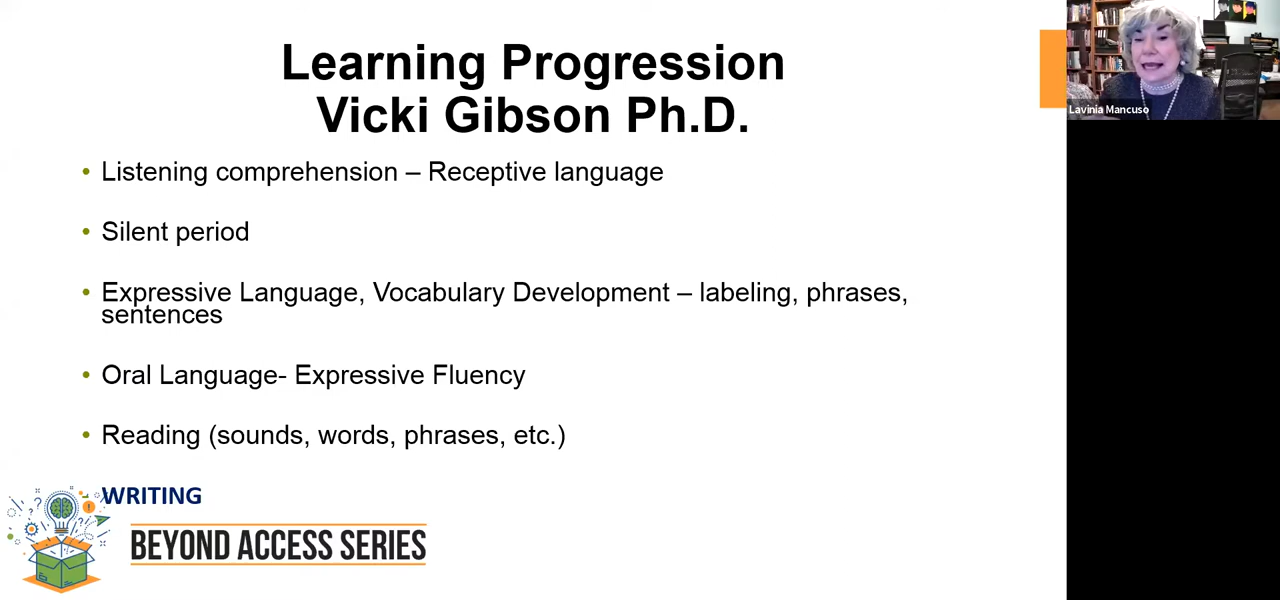 Learning Progression
Vicki Gibson Ph.D.
Lavinia Mancuso
• Listening comprehension – Receptive language
• Silent period
• Expressive Language, Vocabulary Development – labeling, phrases,
sentences
• Oral Language- Expressive Fluency
• Reading (sounds, words, phrases, etc.)
WRITING
BEYOND ACCESS SERIES